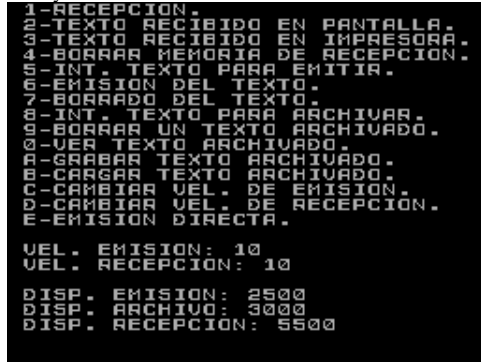 1-RECEPCION.
2-TEXTO RECIBIDO EN PANTALLA.
3-TEXTO RECIBIDO EN IMPRESORA.
4-BORRAR MEMORIA DE RECEPCION.
5-INT. TEXTO PARA EMITIR.
6-EMISION DEL TEXTO.
7-BORRADO DEL TEXTO.
8-INT. TEXTO PARA ARCHIVAR.
9-BORRAR UN TEXTO ARCHIVADO.
0-VER TEXTO ARCHIVADO.
A-GRABAR TEXTO ARCHIVADO.
B-CARGAR TEXTO ARCHIVADO.
C-CAMBIAR VEL. DE EMISION.
D-CAMBIAR VEL. DE RECEPCION.
E-EMISION DIRECTA.
VEL. EMISION: 10
VEL. RECEPCION: 10
DISP. EMISION: 2500
DISP. ARCHIVO: 3000
DISP. RECEPCION: 5500